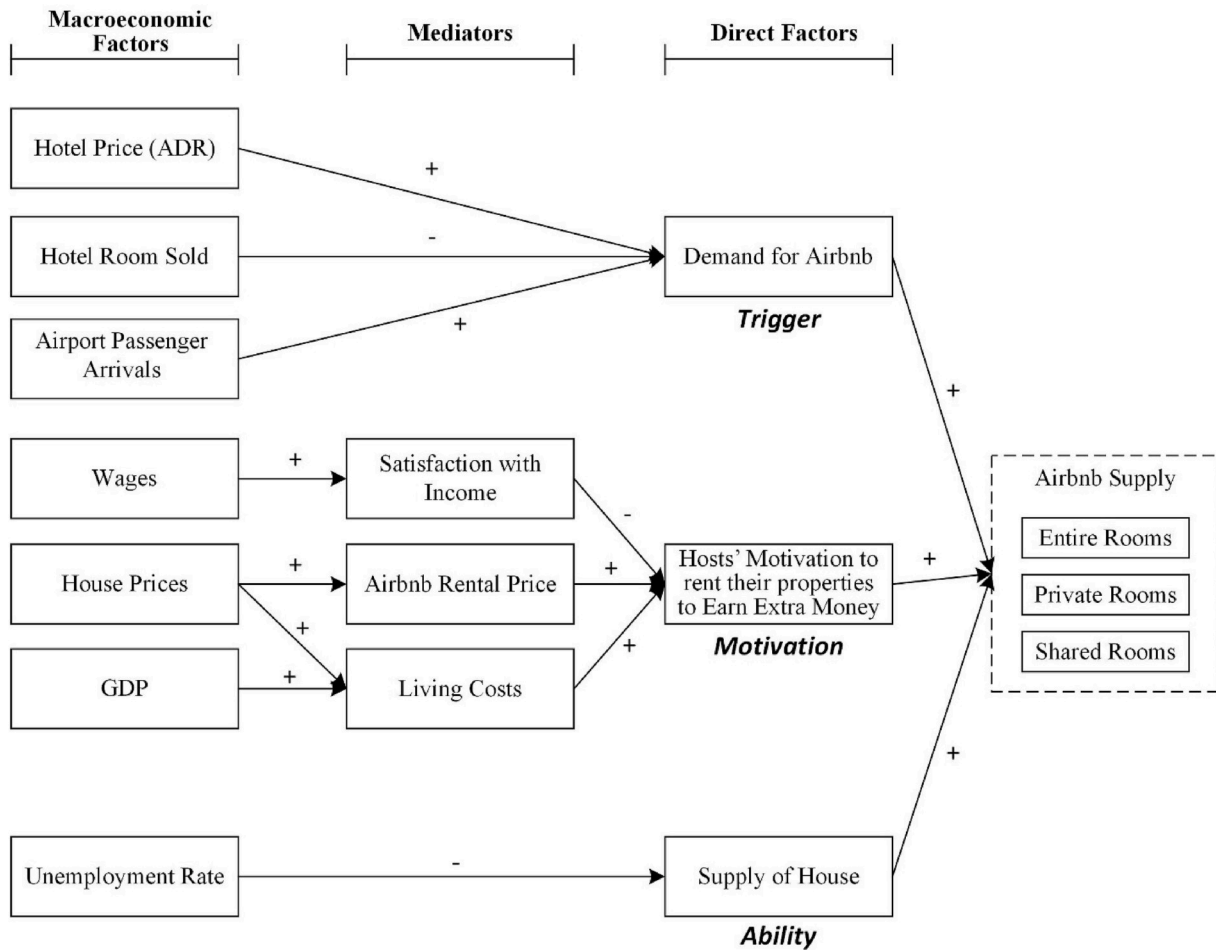 Macroeconomic
Factors
Mediators
Direct Factors
Hotel Price (ADR)
+
Hotel Room Sold
-
Demand for Airbnb
Trigger
Airport Passenger
Arrivals
+
+
Wages
+
Satisfaction with
Income
-
Airbnb Supply
Entire Rooms
Private Rooms
Shared Rooms
House Prices
+
+
Airbnb Rental Price
+
Hosts' Motivation to
rent their properties
to Earn Extra Money
+
Motivation
GDP
+
Living Costs
+
+
Unemployment Rate
-
Supply of House
Ability